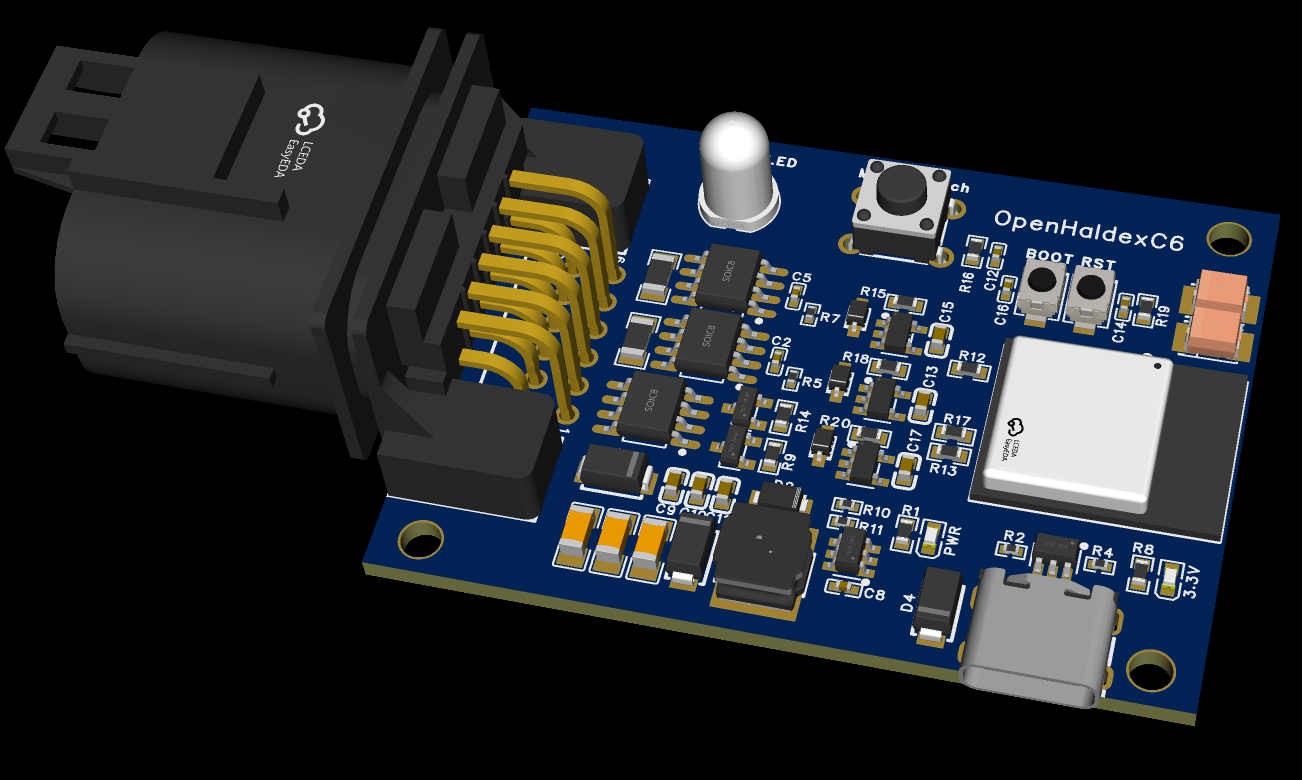 LCEDA
EasyEDA
LED
ch
OpenHaldexC6
BOOT RST
R16
C12
C16
C14
R19
SOIC8
C5
R7
R15
C15
SOIC8
C2
R5
R18
C13
R12
SOIC8
R14
R20
C17
R17
R13
R9
LCEDA
EasyEDA
C9
R10
R11
R1
PWR
C8
D4
R2
R4
R8
3.3V